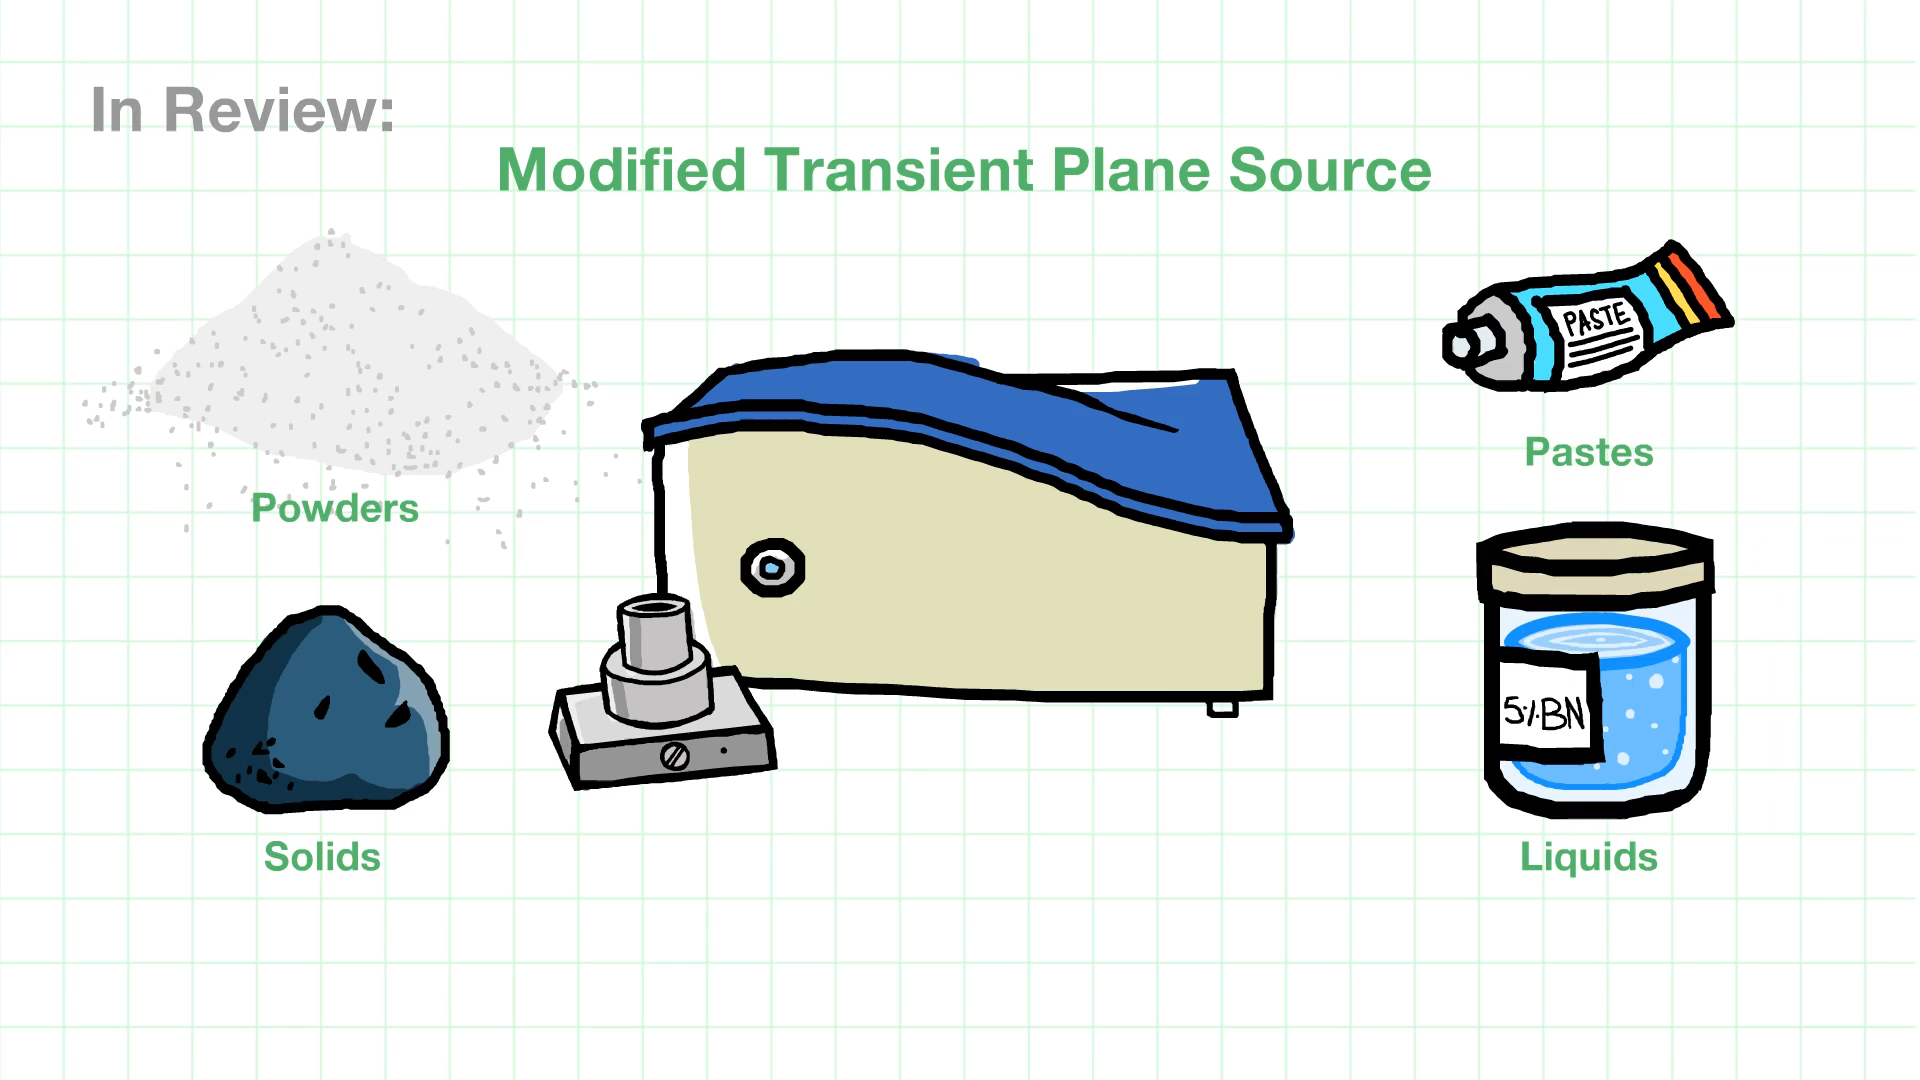 In Review:
Modified Transient Plane Source
PASTE
Pastes
Powders
5% BN
Solids
Liquids